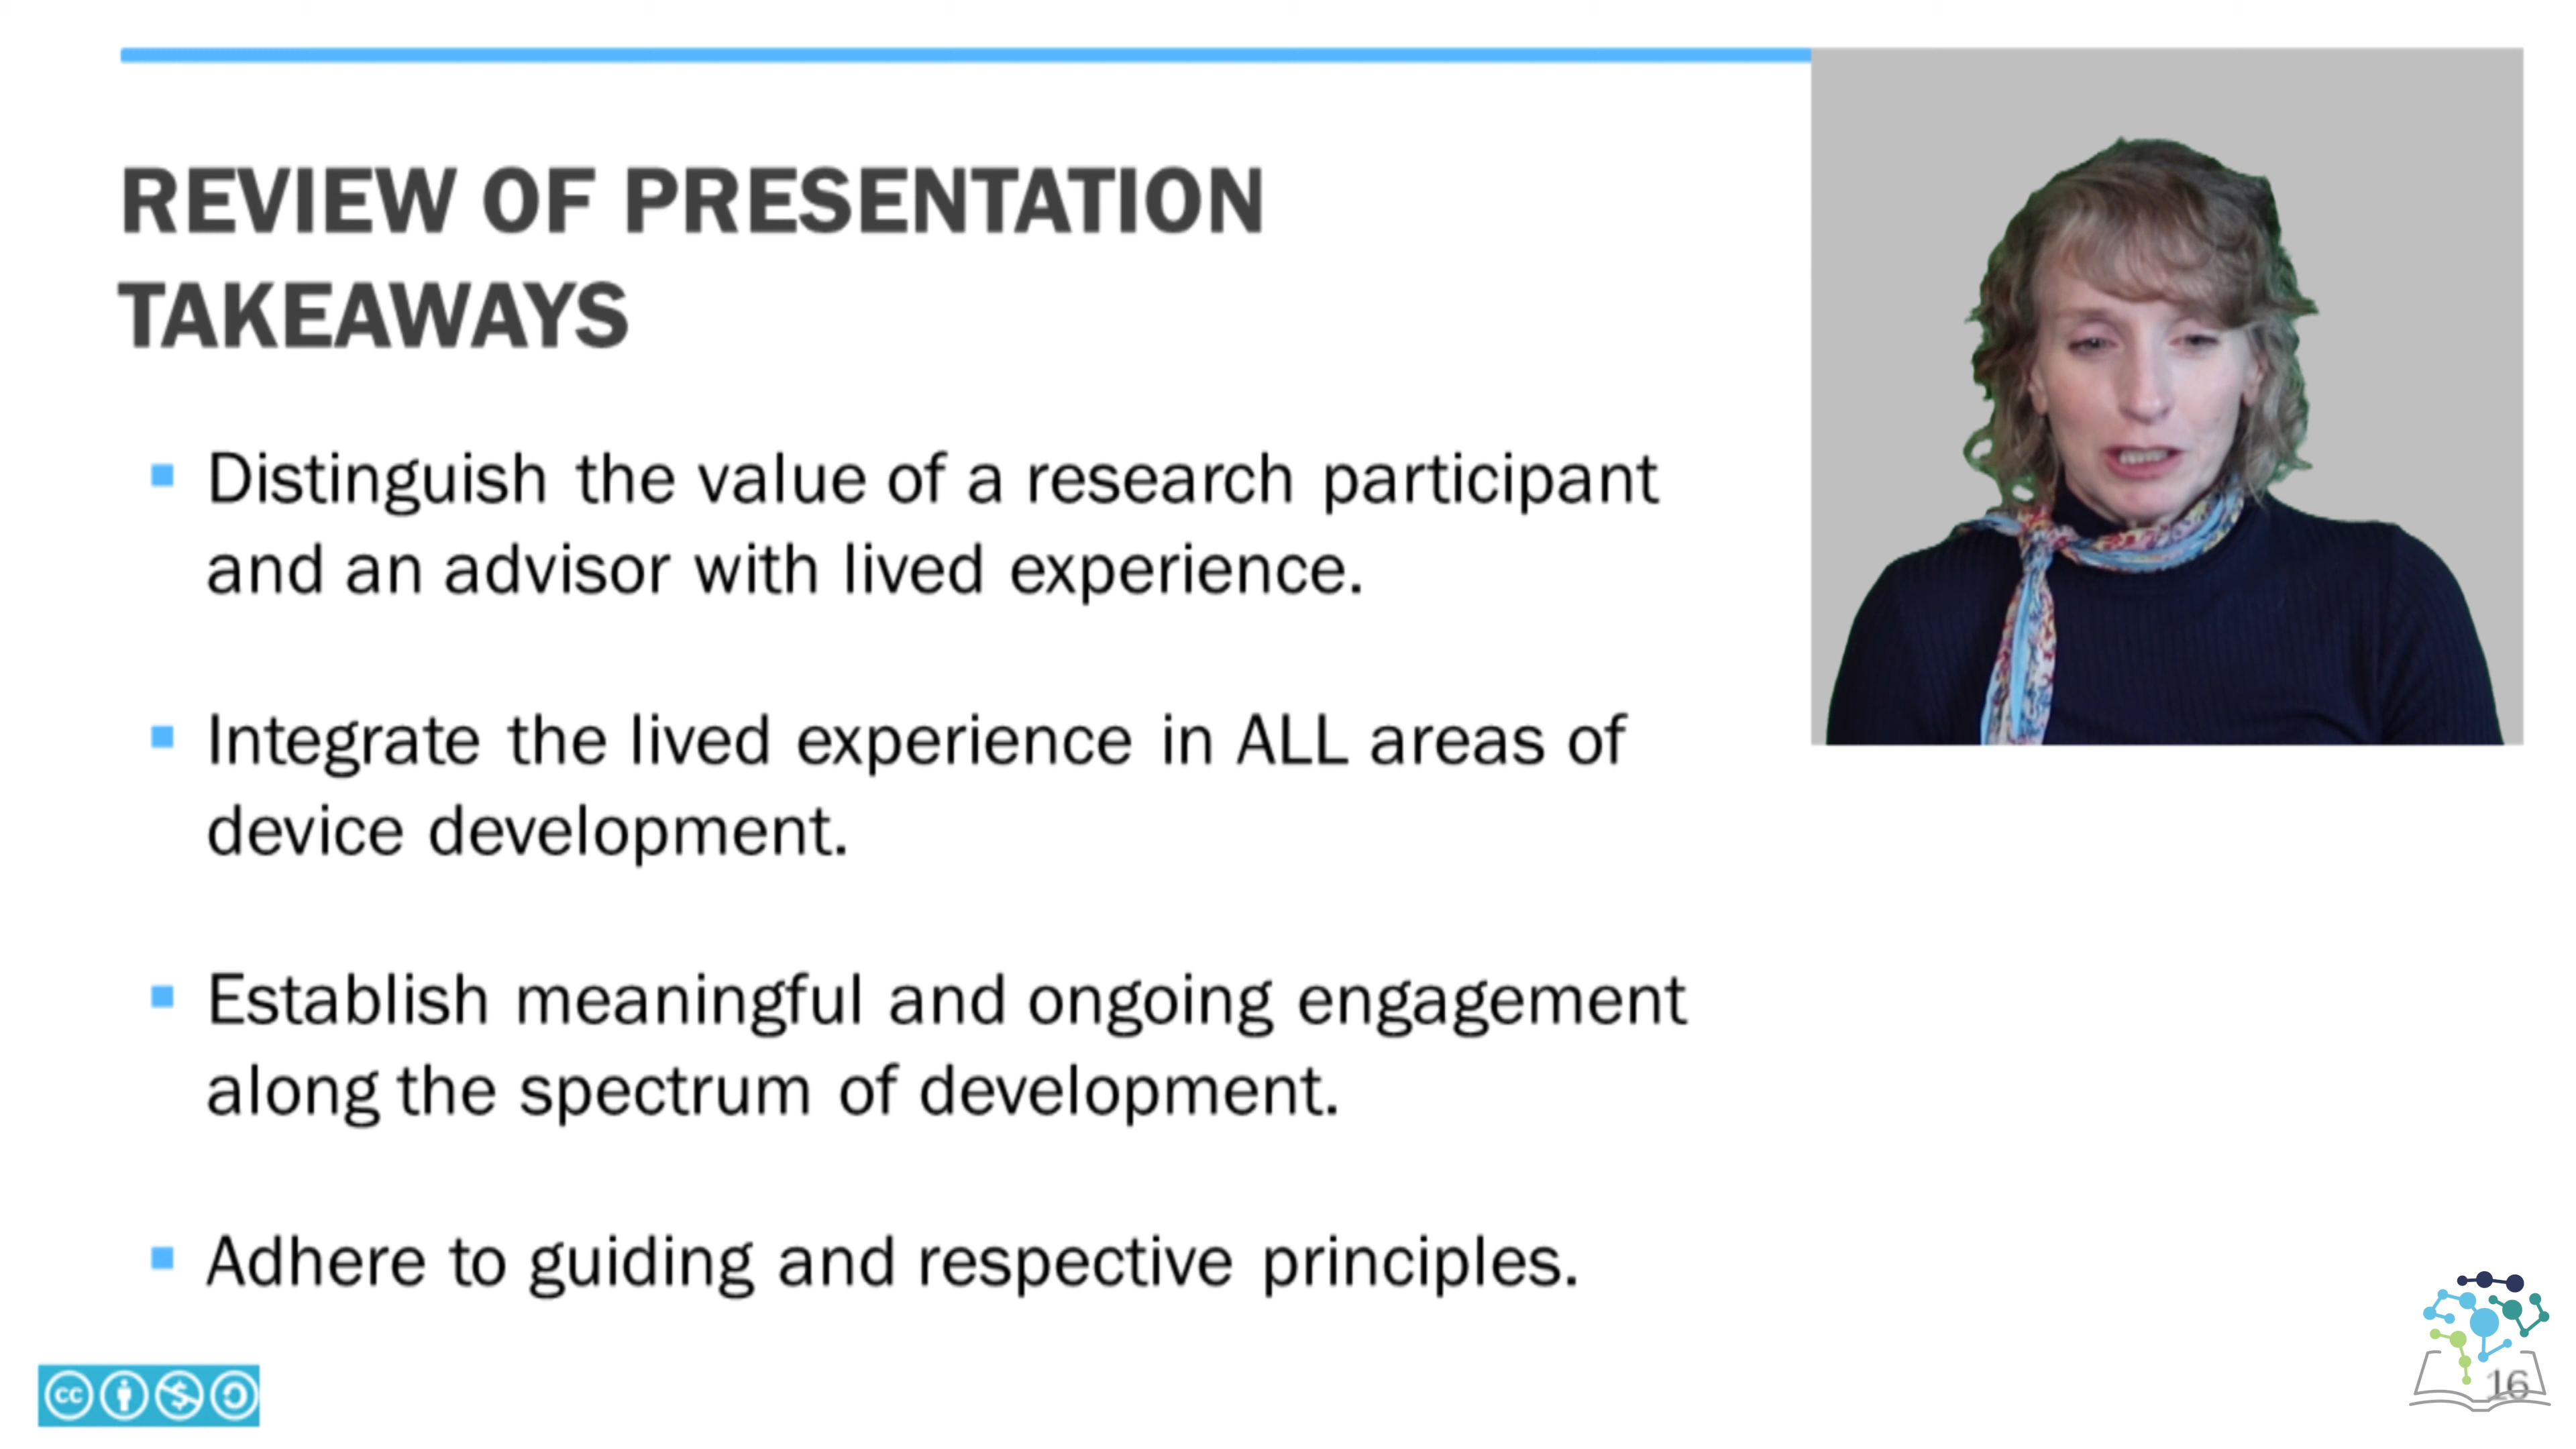 REVIEW OF PRESENTATION
TAKEAWAYS
Distinguish the value of a research participant
and an advisor with lived experience.
Integrate the lived experience in ALL areas of
device development.
Establish meaningful and ongoing engagement
along the spectrum of development.
Adhere to guiding and respective principles.
cc
16